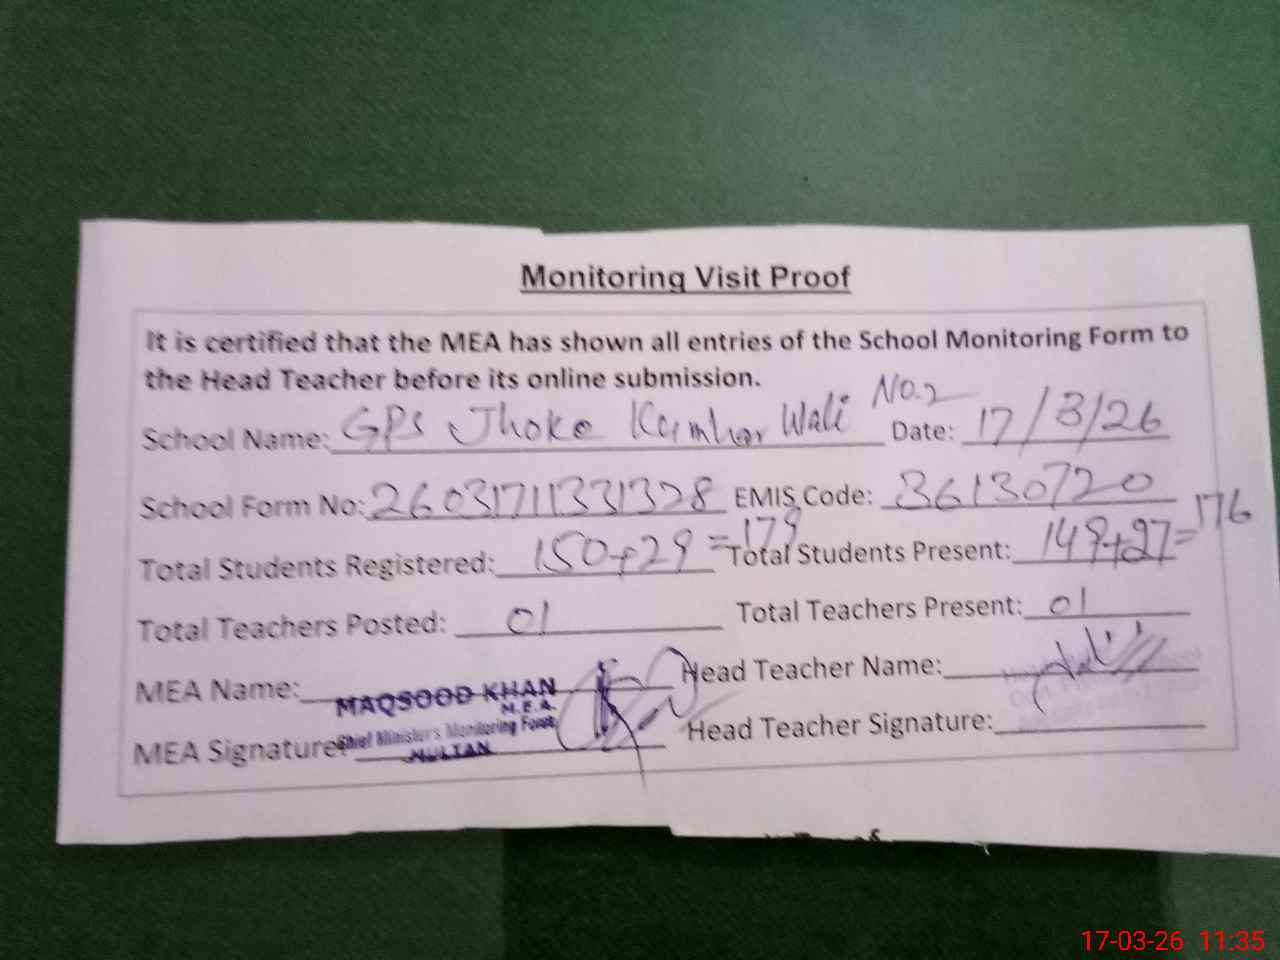 Monitoring Visit Proof
It is certified that the MEA has shown all entries of the School Monitoring Form to
the Head Teacher before its online submission.
School Name: GPS Jhoke Kumhar Wali No.2 Date: 17/3/26
School Form No: 26031711331328 EMIS Code: 36130720
Total Students Registered: 150+29=179 Total Students Present: 149+27=176
Total Teachers Posted: 01 Total Teachers Present: 01
MEA Name: MAQSOOD KHAN Head Teacher Name:
M.E.A.
MEA Signature: Chief Minister's Monitoring Force Head Teacher Signature:
MULTAN
17-03-26 11:35